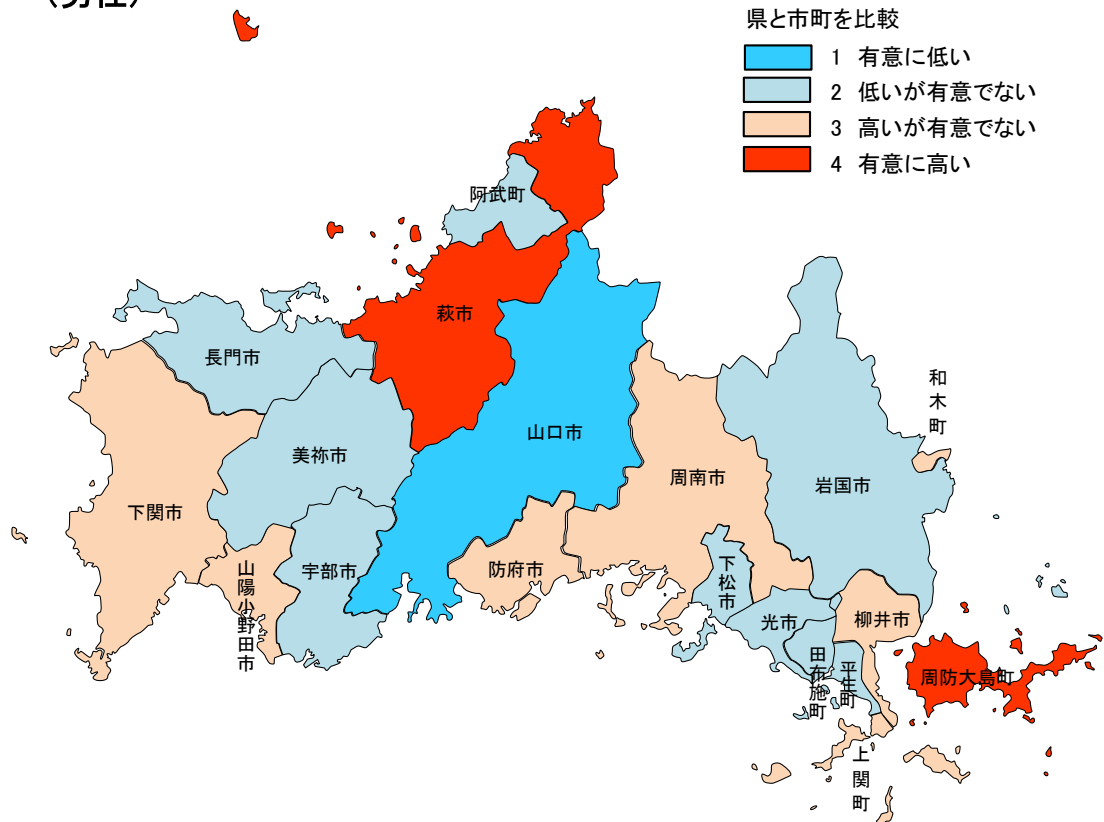 (男性)
県と市町を比較
1 有意に低い
2 低いが有意でない
3 高いが有意でない
4 有意に高い
阿武町
萩市
長門市
和木町
山口市
美祢市
周南市
岩国市
下関市
宇部市
防府市
山陽小野田市
下松市
光市
柳井市
田布施町
平生町
周防大島町
上関町